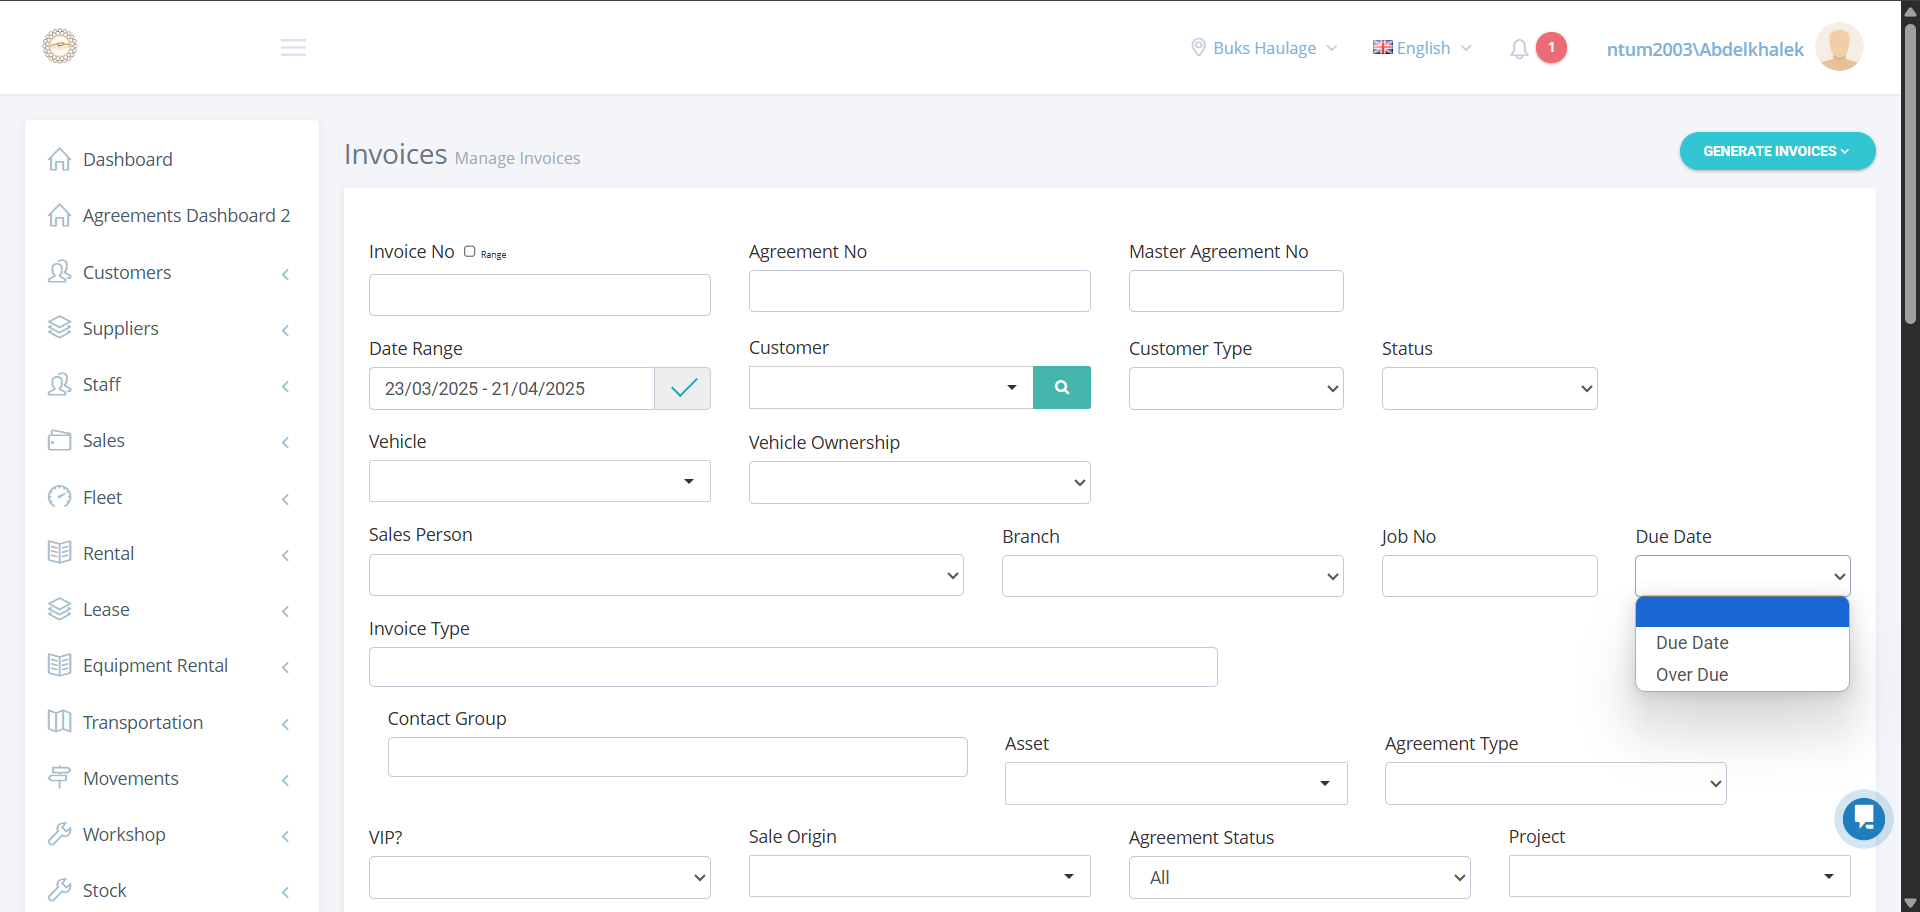 Buks Haulage
English
1
ntum2003\Abdelkhalek
Dashboard
Agreements Dashboard 2
Customers
Suppliers
Staff
Sales
Fleet
Rental
Lease
Equipment Rental
Transportation
Movements
Workshop
Stock
Invoices Manage Invoices
GENERATE INVOICES
Invoice No Range
Agreement No
Master Agreement No
Date Range
Customer
Customer Type
Status
23/03/2025 - 21/04/2025
Vehicle
Vehicle Ownership
Sales Person
Branch
Job No
Due Date
Due Date
Over Due
Invoice Type
Contact Group
Asset
Agreement Type
VIP?
Sale Origin
Agreement Status
Project
All